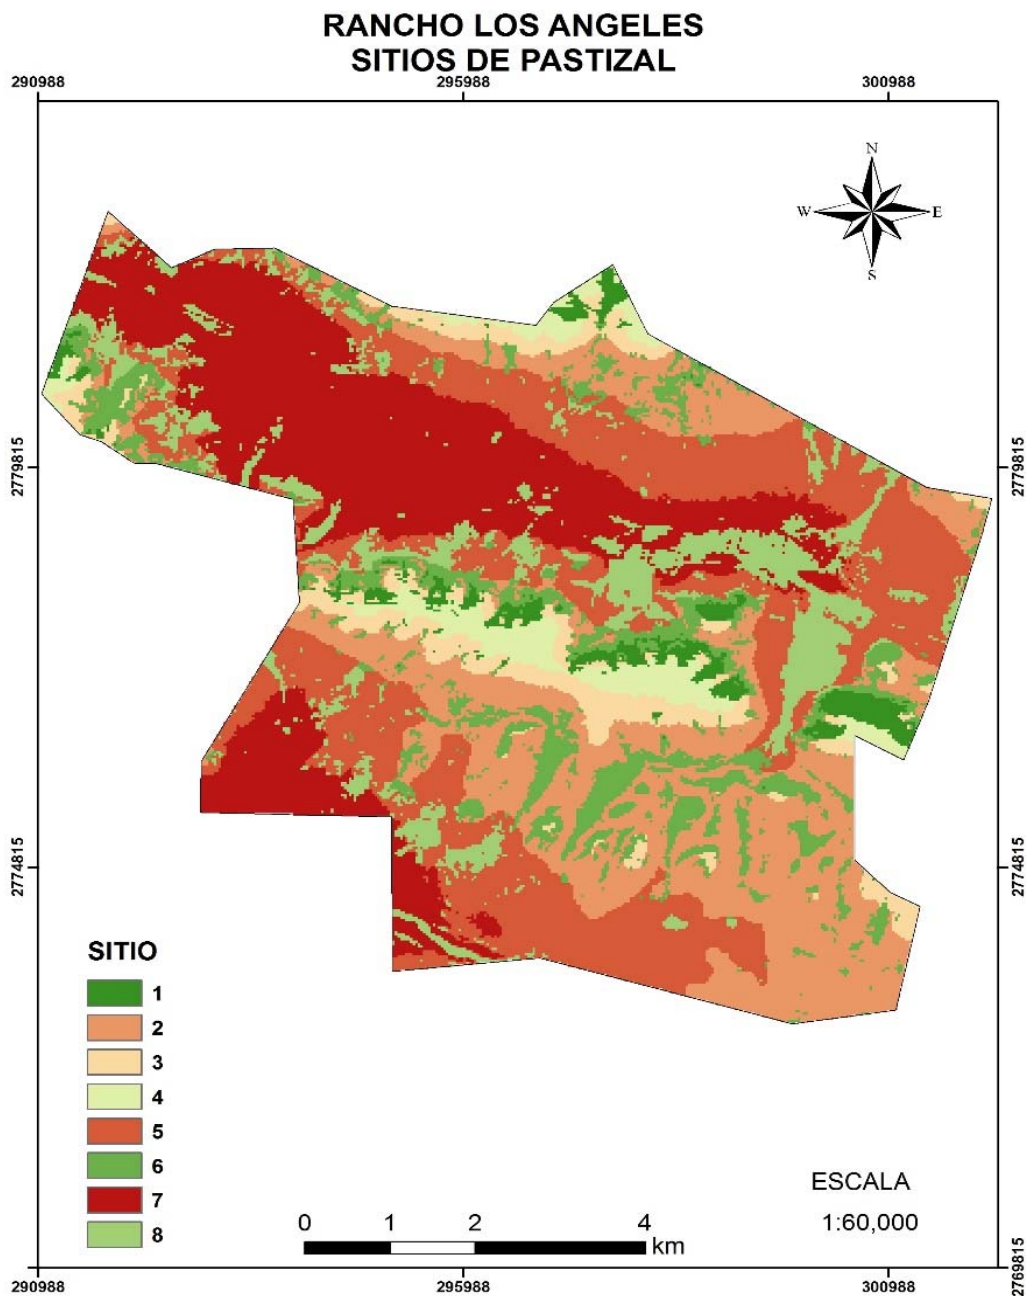 RANCHO LOS ANGELES
SITIOS DE PASTIZAL
290988 295988 300988
N
W E
S
2779815 2779815
2774815 2774815
SITIO
1
2
3
4
5
6
7
8
ESCALA
1:60,000
0 1 2 4
km
2769815
290988 295988 300988